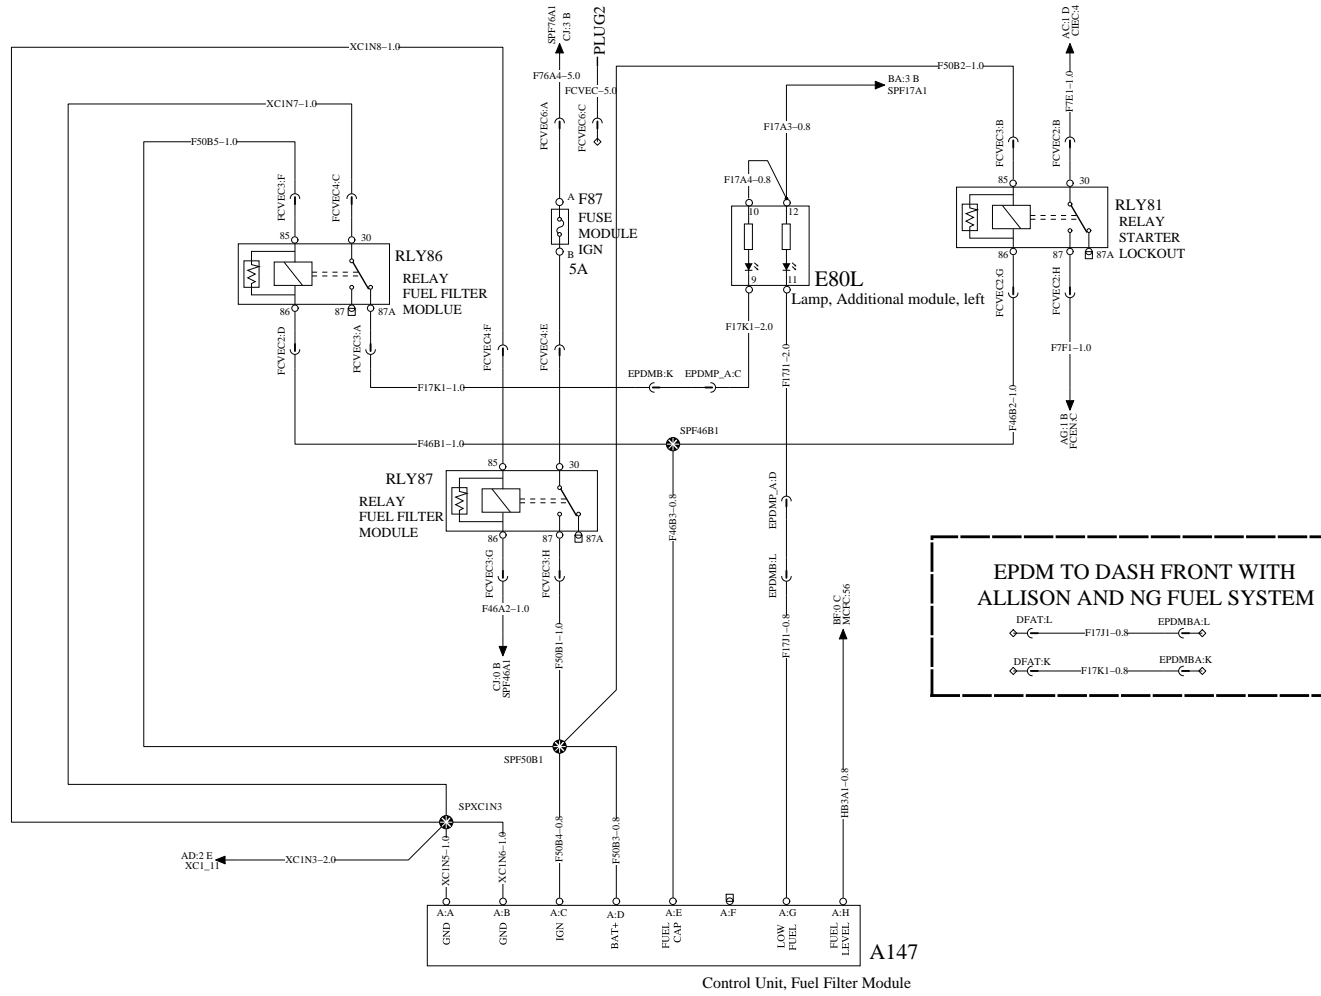 XC1N8-1.0
XC1N7-1.0
F50B5-1.0
SPF76A1
CJ:3 B
PLUG2
F76A4-5.0
FCVEC-5.0
FCVEC6:A
FCVEC6:C
F50B2-1.0
BA:3 B
SPF17A1
F17A3-0.8
AC:1 D
CIEC:4
F7E1-1.0
FCVEC3:B
FCVEC2:B
FCVEC3:F
FCVEC4:C
85
30
RLY86
RELAY
FUEL FILTER
MODLUE
86
87
87A
FCVEC2:D
FCVEC3:A
A
F87
FUSE
MODULE
IGN
B
5A
F17A4-0.8
10
12
9
11
E80L
Lamp, Additional module, left
F17K1-2.0
F17J1-2.0
85
30
RLY81
RELAY
STARTER
LOCKOUT
86
87
87A
FCVEC2:G
FCVEC2:H
F7F1-1.0
F46B2-1.0
AG:1 B
FCEN:C
FCVEC4:F
FCVEC4:E
F17K1-1.0
EPDMB:K
EPDMP_A:C
F46B1-1.0
SPF46B1
85
30
RLY87
RELAY
FUEL FILTER
MODULE
86
87
87A
FCVEC3:G
FCVEC3:H
F46A2-1.0
CJ:0 B
SPF46A1
F50B1-1.0
F46B3-0.8
EPDMP_A:D
EPDMB:L
F17J1-0.8
BF:0 C
MCFC:56
HB3A1-0.8
EPDM TO DASH FRONT WITH
ALLISON AND NG FUEL SYSTEM
DFAT:L
F17J1-0.8
EPDMBA:L
DFAT:K
F17K1-0.8
EPDMBA:K
SPF50B1
SPXC1N3
AD:2 E
XC1_11
XC1N3-2.0
XC1N5-1.0
XC1N6-1.0
F50B4-0.8
F50B3-0.8
A:A
A:B
A:C
A:D
A:E
A:F
A:G
A:H
GND
GND
IGN
BAT+
FUEL
CAP
LOW
FUEL
FUEL
LEVEL
A147
Control Unit, Fuel Filter Module